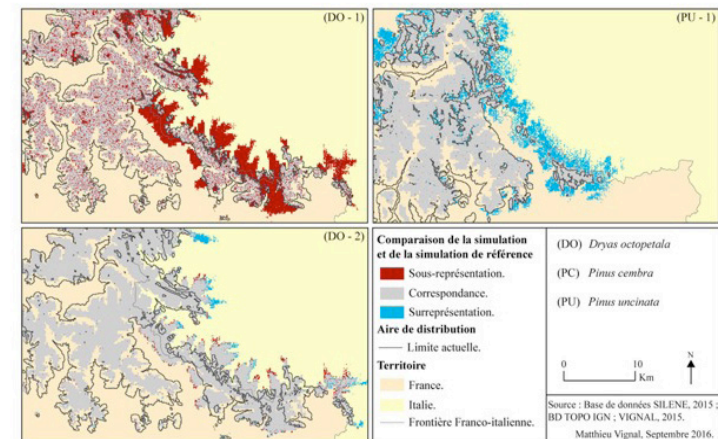 (DO - 1)
(PU - 1)
(DO - 2)
Comparaison de la simulation
et de la simulation de référence
Sous-représentation.
Correspondance.
Surreprésentation.
Aire de distribution
Limite actuelle.
Territoire
France.
Italie.
Frontière Franco-italienne.
(DO) Dryas octopetala
(PC) Pinus cembra
(PU) Pinus uncinata
0 10
Km
N
Source : Base de données SILENE, 2015 ;
BD TOPO IGN ; VIGNAL, 2015.
Matthieu Vignal, Septembre 2016.